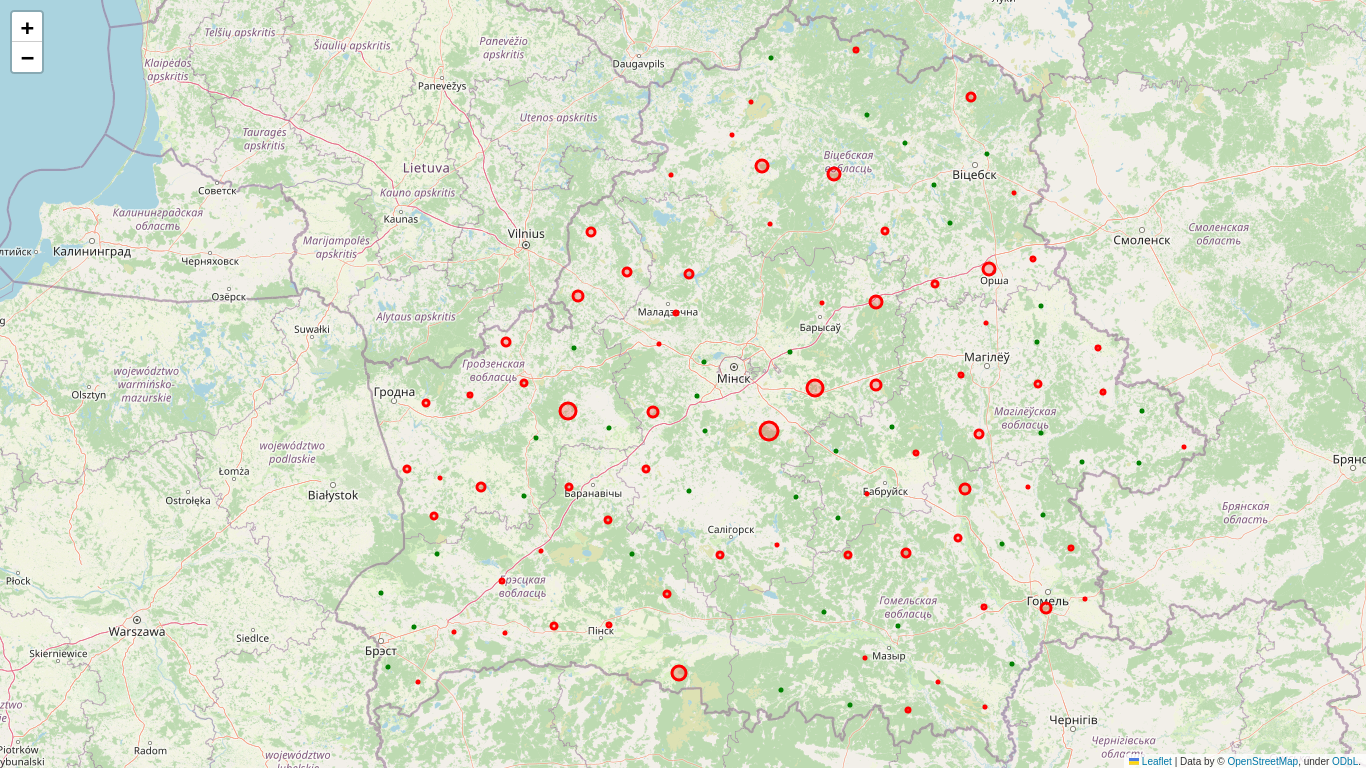 +
−
Telšių apskritis
Šiaulių apskritis
Panevėžio
apskritis
Daugavpils
Klaipėdos
apskritis
Panevėžys
Utenos apskritis
Tauragės
apskritis
Lietuva
Віцебская
вобласць
Віцебск
Советск
Kauno apskritis
Калининградская
область
Kaunas
Vilnius
Marijampolės
apskritis
Смоленск
Смоленская
область
Калининград
Черняховск
Орша
Озёрск
Alytaus apskritis
Маладзечна
Suwałki
Барысаў
Магілёў
Гродзенская
вобласць
województwo
warmińsko-
mazurskie
Мінск
Гродна
Olsztyn
Магілёўская
вобласць
województwo
podlaskie
Łomża
Białystok
Ostrołęka
Баранавічы
Бабруйск
Брянская
область
Салігорск
Płock
Брэсцкая
вобласць
Гомельская
вобласць
Гомель
Warszawa
Siedlce
Пінск
Skierniewice
Брэст
Мазыр
Чернігів
Radom
Чернігівська
województwo
Leaflet | Data by © OpenStreetMap, under ODbL.